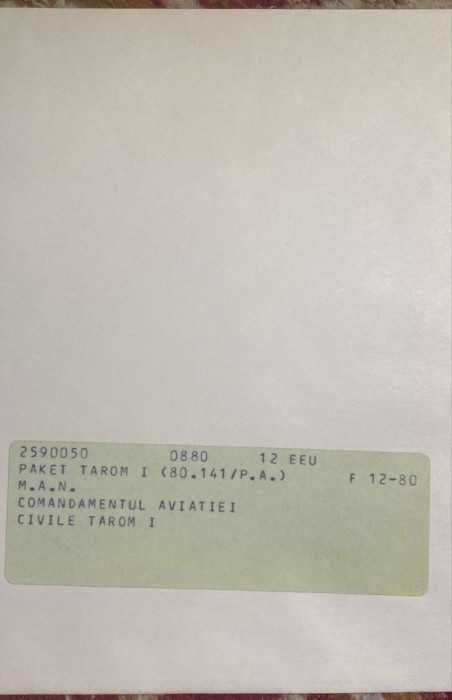 2590050 0880 12 EEU
PAKET TAROM I (80.141/P.A.) F 12-80
M.A.N.
COMANDAMENTUL AVIATIEI
CIVILE TAROM I